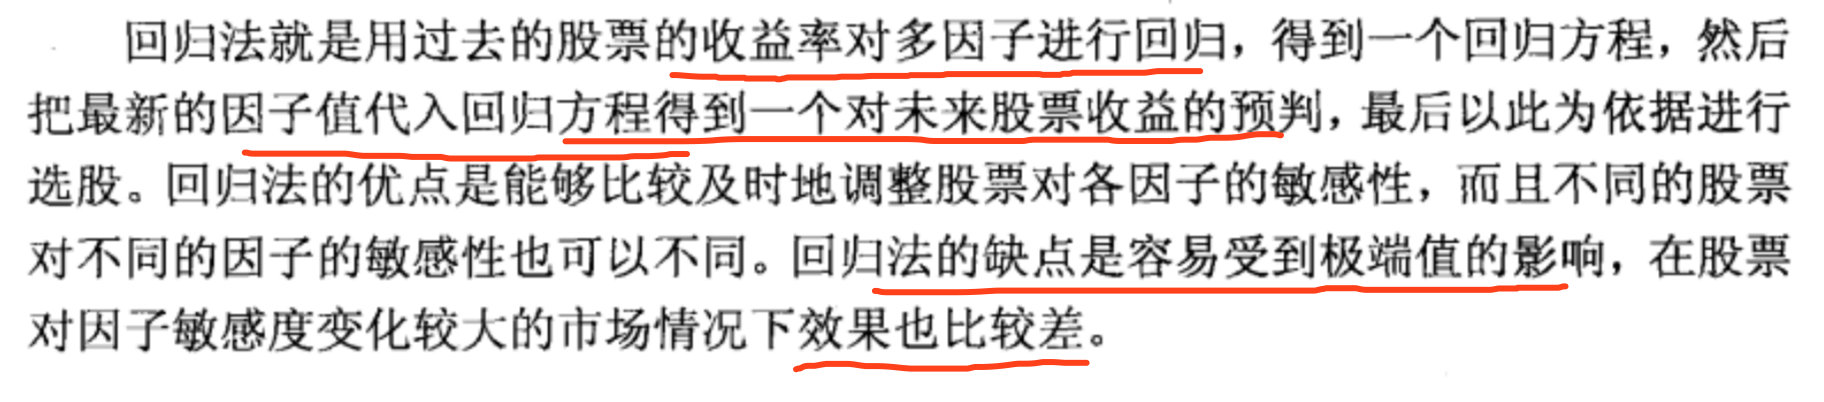 回归法就是用过去的股票的收益率对多因子进行回归，得到一个回归方程，然后
把最新的因子值代入回归方程得到一个对未来股票收益的预判，最后以此为依据进行
选股。回归法的优点是能够比较及时地调整股票对各因子的敏感性，而且不同的股票
对不同的因子的敏感性也可以不同。回归法的缺点是容易受到极端值的影响，在股票
对因子敏感度变化较大的市场情况下效果也比较差。